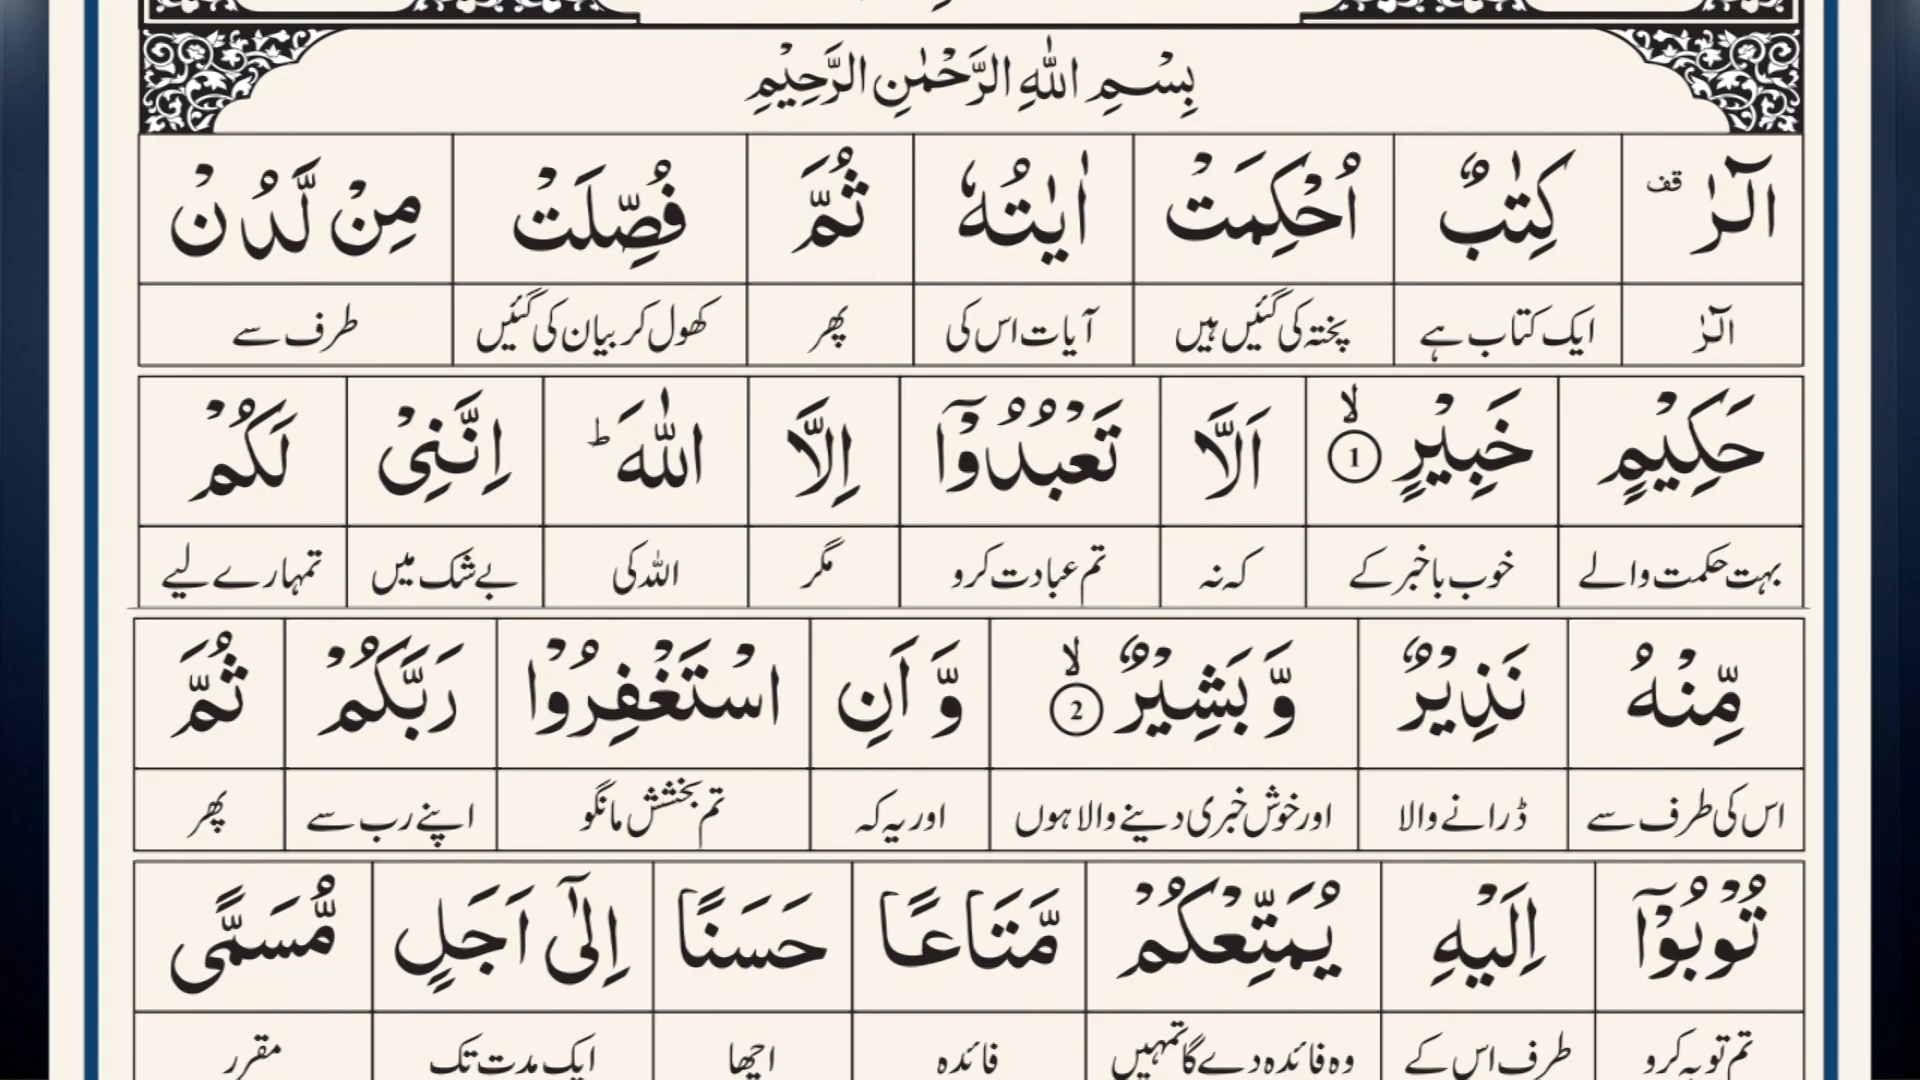 بِسْمِ اللّٰهِ الرَّحْمٰنِ الرَّحِيْمِ
الٓرٰ قف كِتٰبٌ اُحْكِمَتْ اٰيٰتُهٗ ثُمَّ فُصِّلَتْ مِنْ لَّدُنْ
الٓرٰ ایک کتاب ہے پختہ کی گئیں ہیں آیات اس کی پھر کھول کر بیان کی گئیں طرف سے
حَكِيْمٍ خَبِيْرٍ ۙ1 اَلَّا تَعْبُدُوْٓا اِلَّا اللّٰهَ ؕ اِنَّنِیْ لَكُمْ
بہت حکمت والے خوب باخبر کے کہ نہ تم عبادت کرو مگر اللہ کی بے شک میں تمہارے لیے
مِّنْهُ نَذِيْرٌ وَّ بَشِيْرٌ ۙ2 وَّ اَنِ اسْتَغْفِرُوْا رَبَّكُمْ ثُمَّ
اس کی طرف سے ڈرانے والا اور خوش خبری دینے والا ہوں اور یہ کہ تم بخشش مانگو اپنے رب سے پھر
تُوْبُوْٓا اِلَيْهِ يُمَتِّعْكُمْ مَّتَاعًا حَسَنًا اِلٰٓى اَجَلٍ مُّسَمًّى
تم توبہ کرو طرف اس کے وہ فائدہ دے گا تمہیں فائدہ اچھا ایک مدت تک مقرر